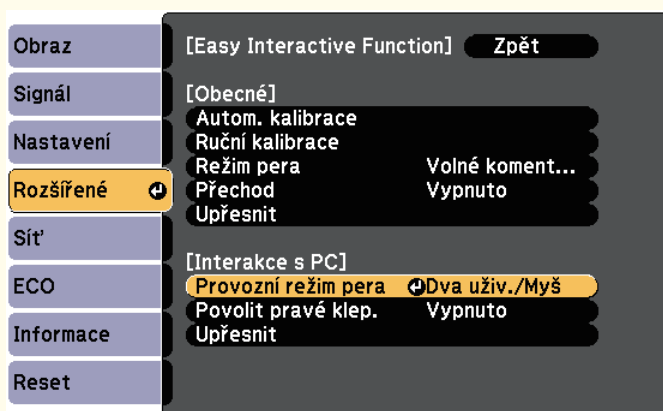 Obraz
Signál
Nastavení
Rozšířené
Síť
ECO
Informace
Reset
[Easy Interactive Function] Zpět
[Obecné]
Autom. kalibrace
Ruční kalibrace
Režim pera Volné koment...
Přechod Vypnuto
Upřesnit
[Interakce s PC]
Provozní režim pera Dva uživ./Myš
Povolit pravé klep. Vypnuto
Upřesnit